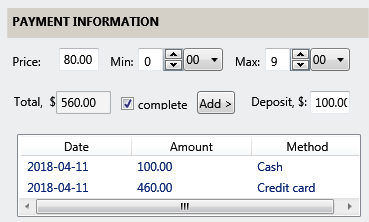 PAYMENT INFORMATION
Price: 80.00 Min: 0 00 Max: 9 00
Total, $ 560.00 complete Add > Deposit, $: 100.00
Date Amount Method
2018-04-11 100.00 Cash
2018-04-11 460.00 Credit card